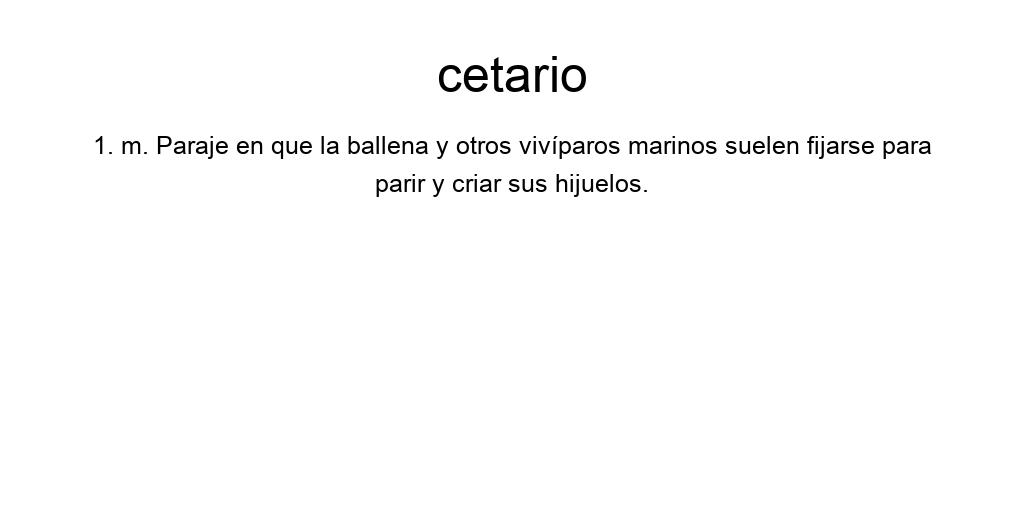 cetario
1. m. Paraje en que la ballena y otros vivíparos marinos suelen fijarse para
parir y criar sus hijuelos.